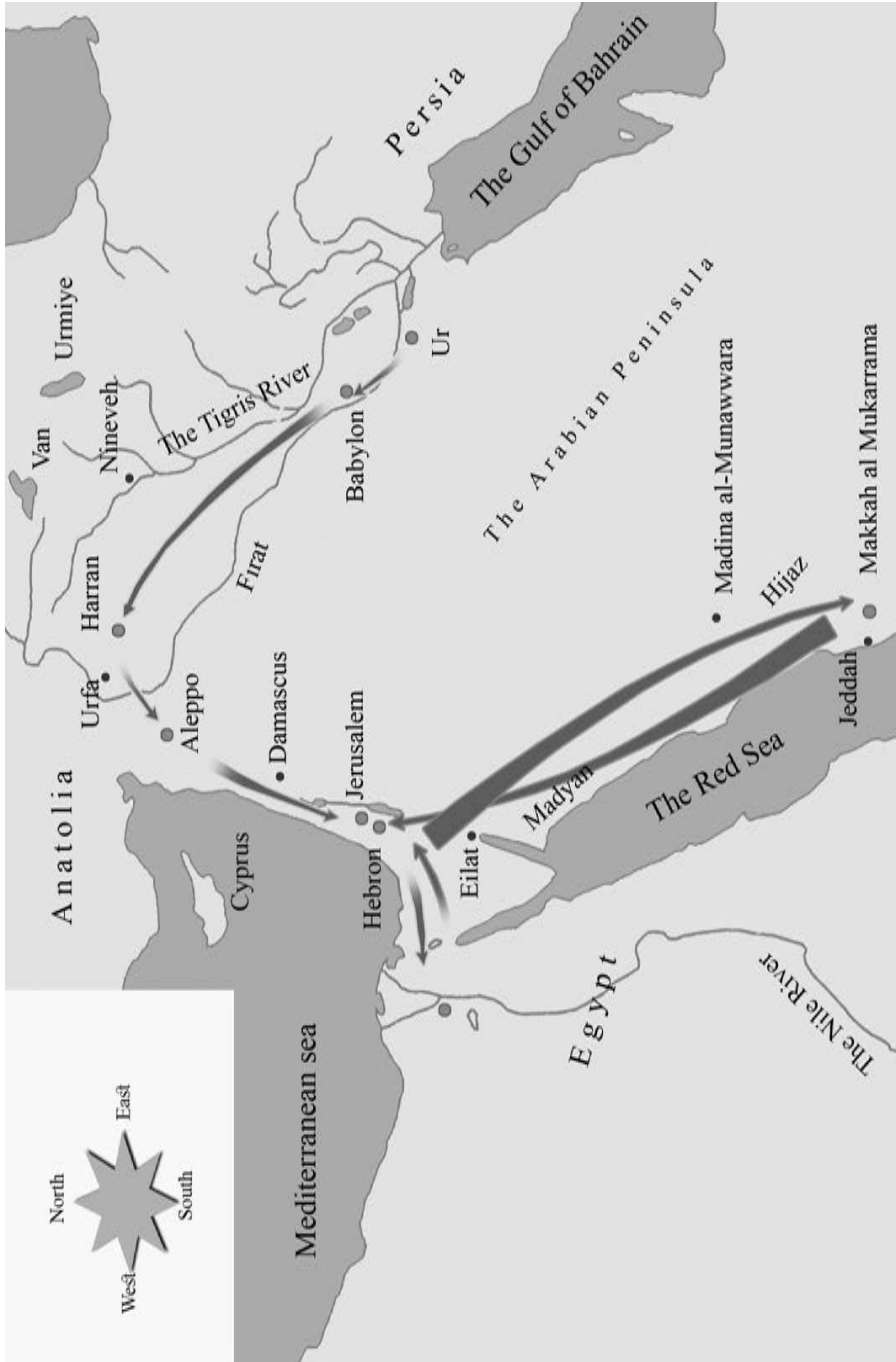 North
West
East
South
Anatolia
Urfa
Harran
Van
Urmiye
Nineveh
The Tigris River
Fırat
Aleppo
Cyprus
Damascus
Mediterranean sea
Jerusalem
Hebron
Babylon
Ur
Persia
The Gulf of Bahrain
Eilat
Madyan
The Arabian Peninsula
Egypt
The Nile River
The Red Sea
Madina al-Munawwara
Hijaz
Jeddah
Makkah al Mukarrama